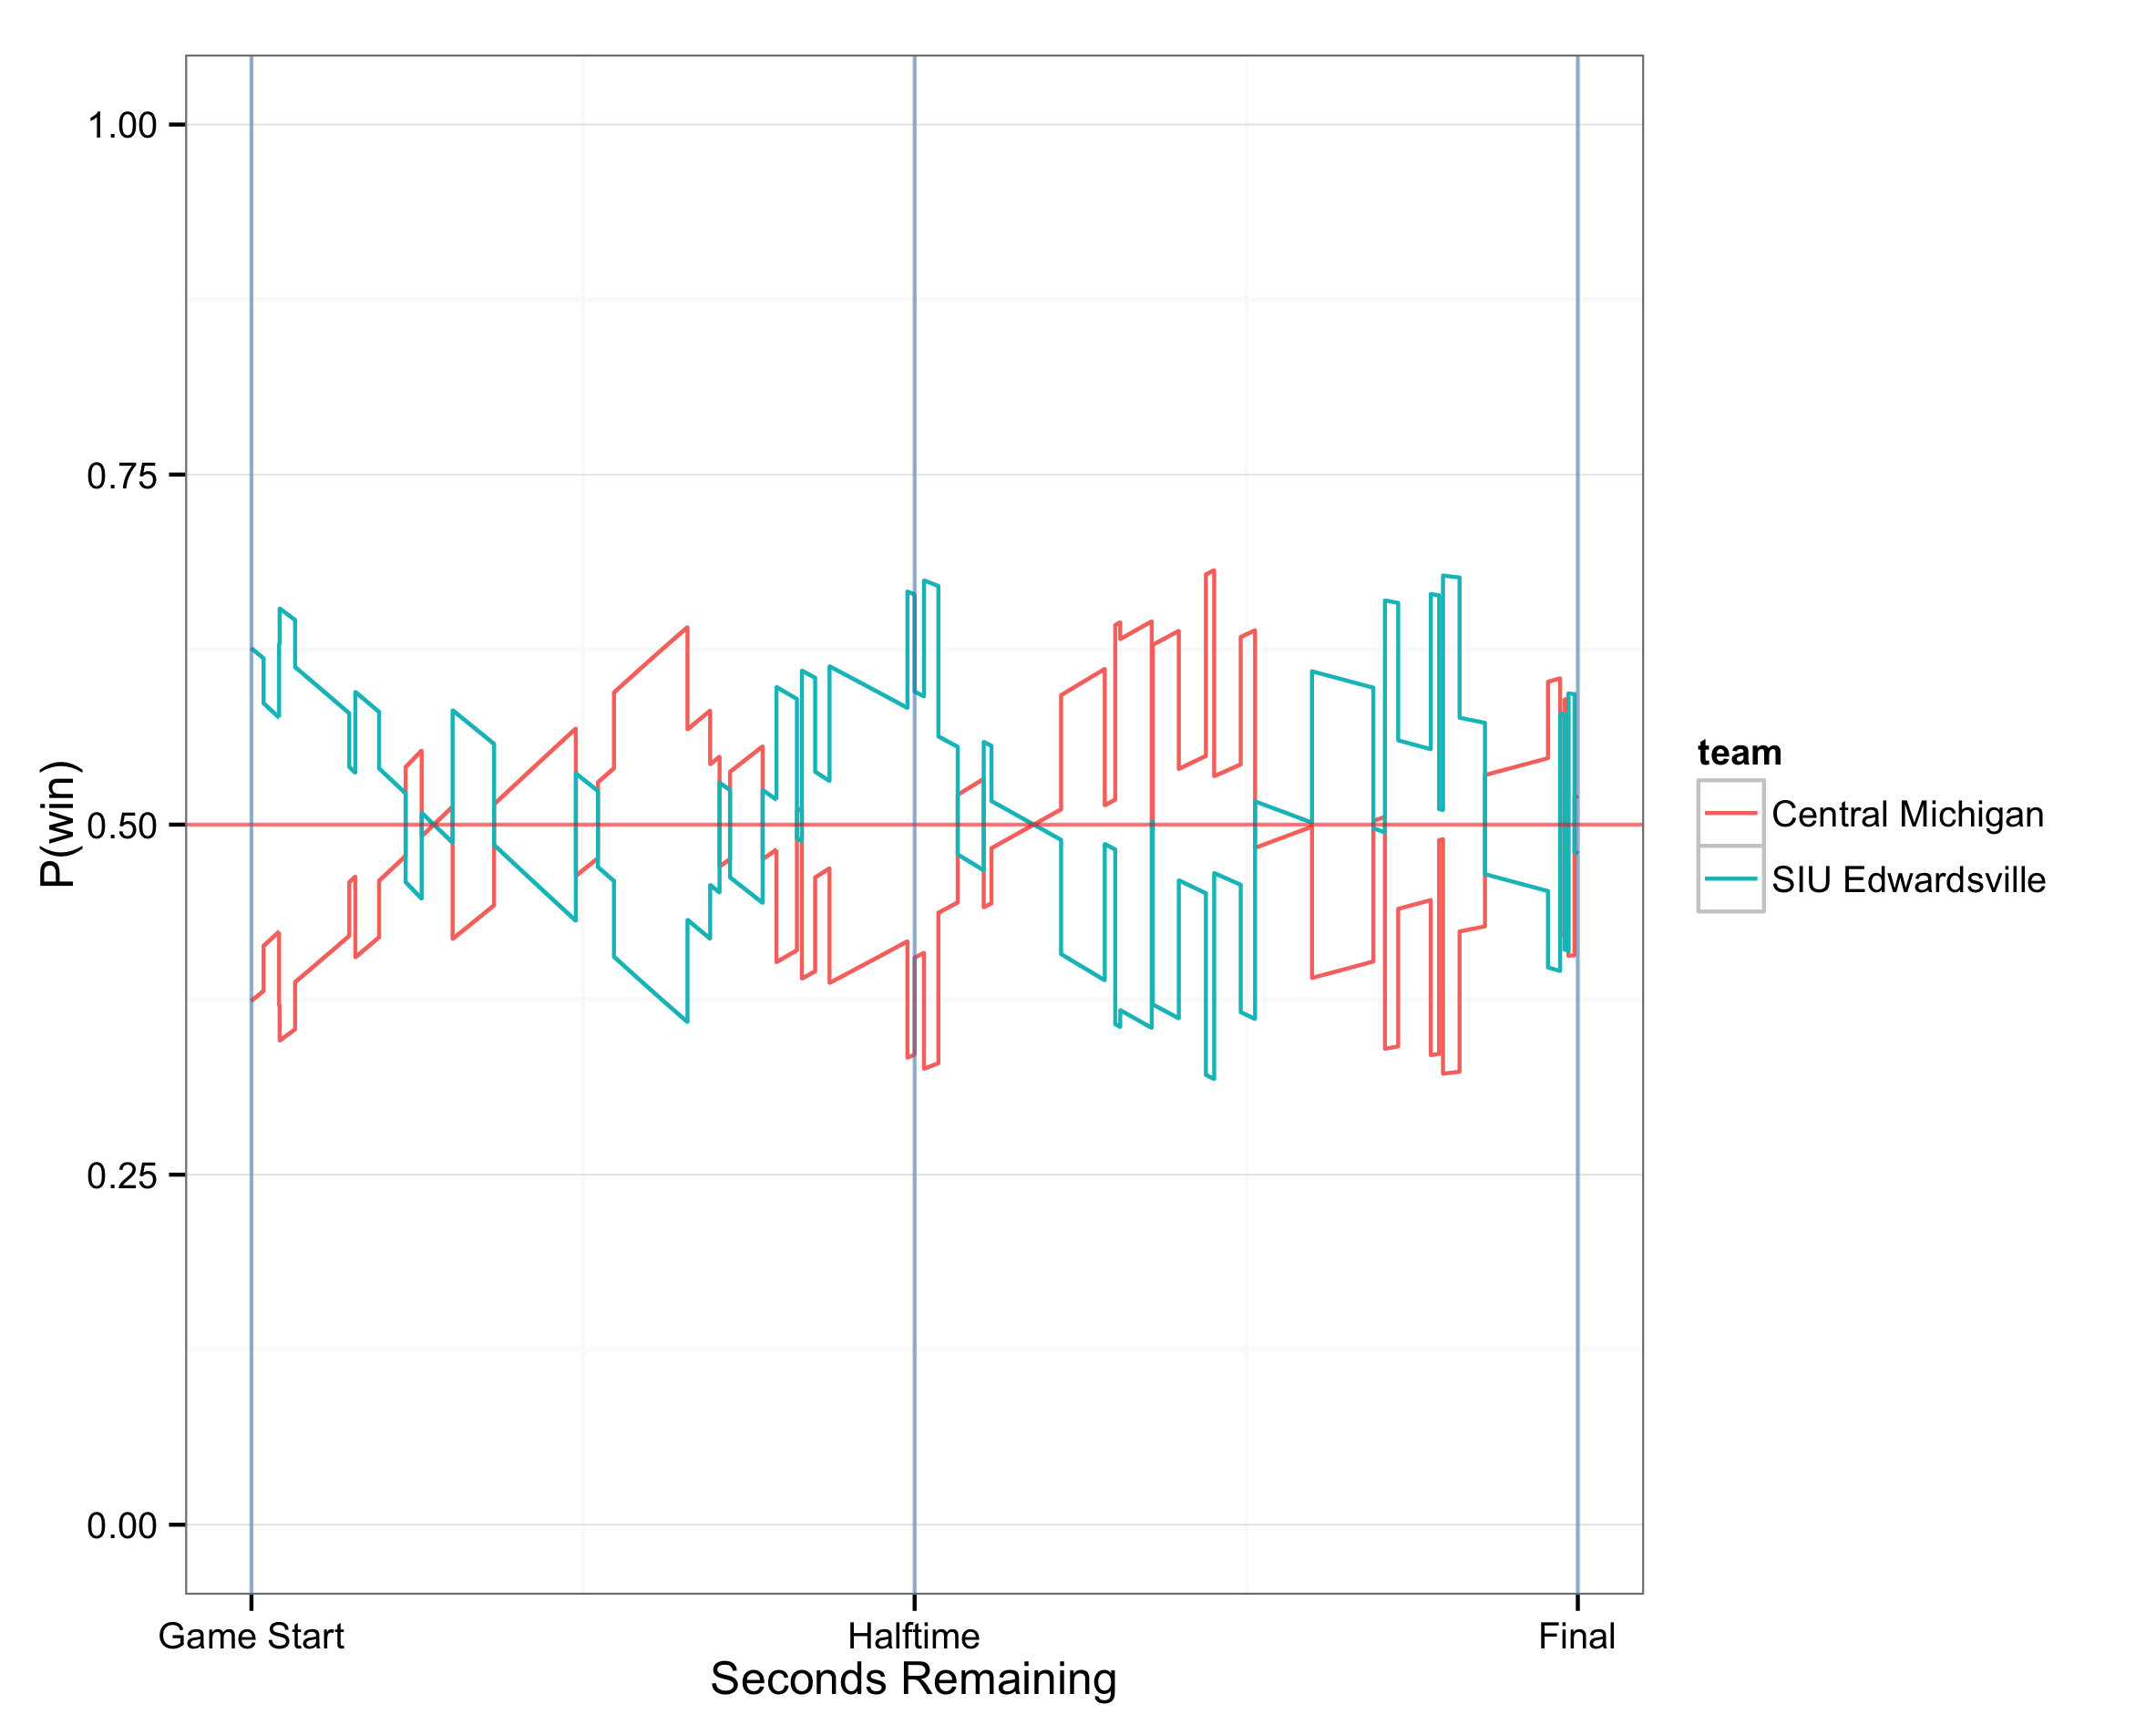 1.00
0.75
0.50
0.25
0.00
P(win)
Game Start
Halftime
Final
Seconds Remaining
team
Central Michigan
SIU Edwardsville